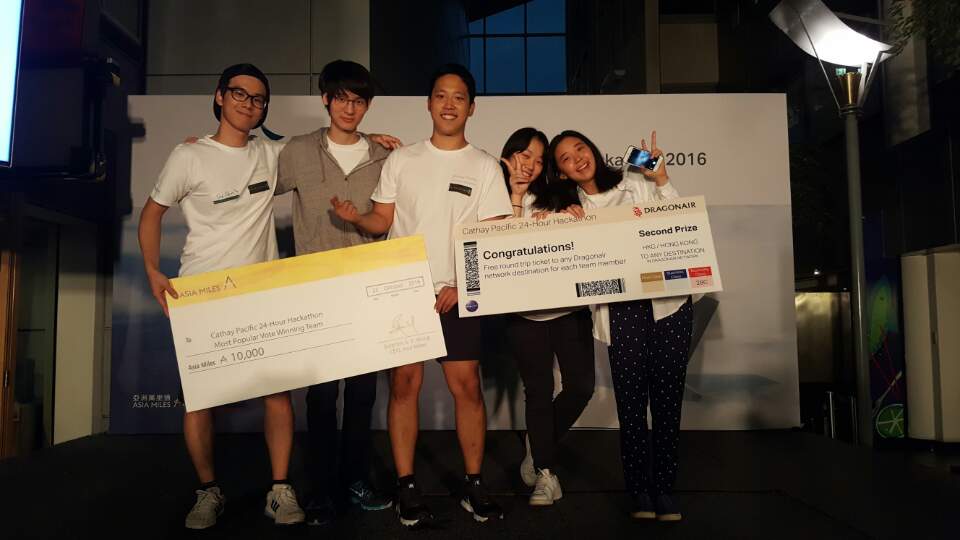 2016
ASIA MILES
22 October 2016
Cathay Pacific 24-Hour Hackathon
Most Popular Vote Winning Team
Asia Miles 10,000
Cathay Pacific 24-Hour Hackathon
DRAGONAIR
Congratulations!
Free round trip ticket to any Dragonair
network destination for each team member
Second Prize
HKG / HONG KONG
TO ANY DESTINATION
亞洲萬里通
ASIA MILES